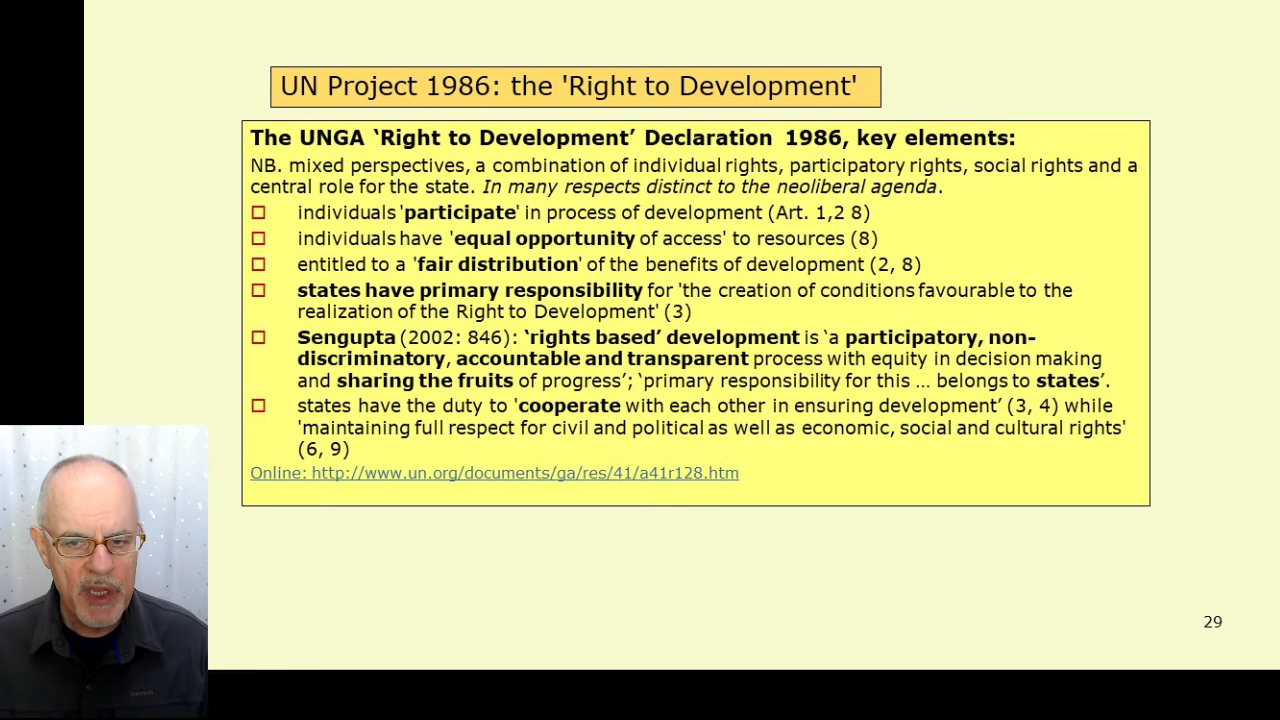 UN Project 1986: the 'Right to Development'
The UNGA ‘Right to Development’ Declaration 1986, key elements:
NB. mixed perspectives, a combination of individual rights, participatory rights, social rights and a
central role for the state. In many respects distinct to the neoliberal agenda.
individuals 'participate' in process of development (Art. 1,2 8)
individuals have 'equal opportunity of access' to resources (8)
entitled to a 'fair distribution' of the benefits of development (2, 8)
states have primary responsibility for 'the creation of conditions favourable to the
realization of the Right to Development' (3)
Sengupta (2002: 846): ‘rights based’ development is ‘a participatory, non-
discriminatory, accountable and transparent process with equity in decision making
and sharing the fruits of progress’; ‘primary responsibility for this … belongs to states’.
states have the duty to 'cooperate with each other in ensuring development’ (3, 4) while
'maintaining full respect for civil and political as well as economic, social and cultural rights'
(6, 9)
Online: http://www.un.org/documents/ga/res/41/a41r128.htm
29